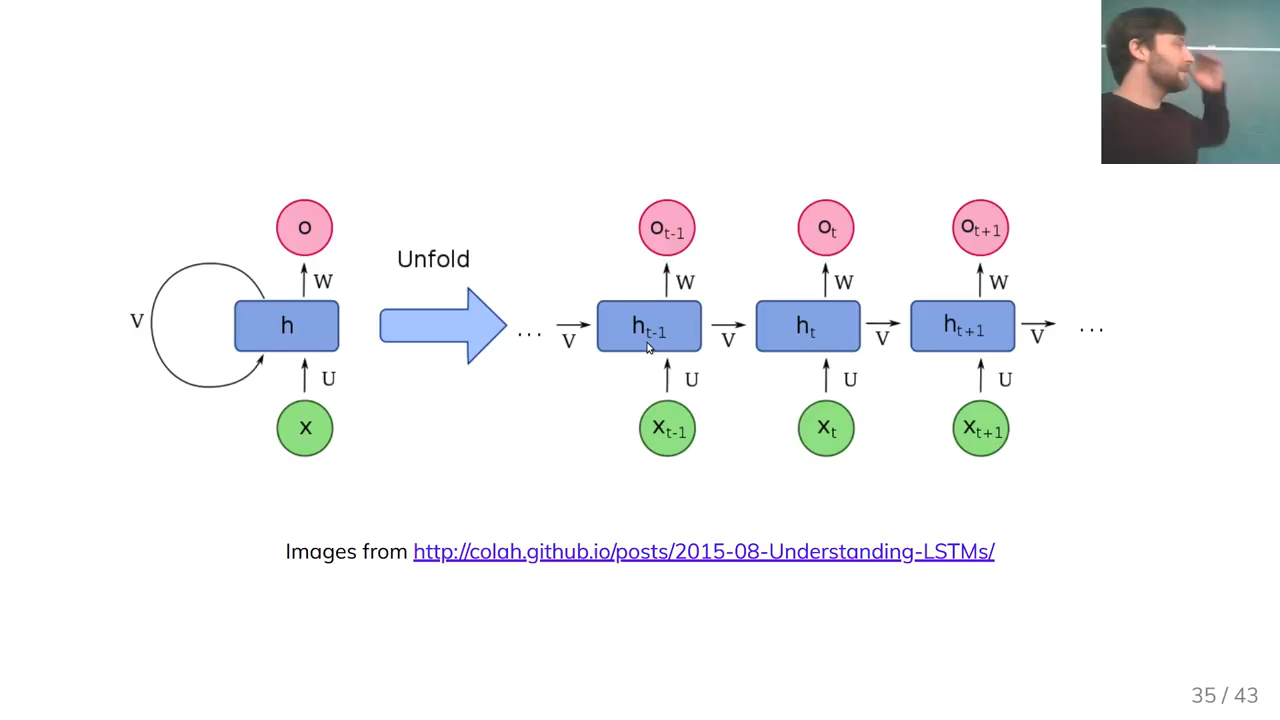 o
o_{t-1}
o_t
o_{t+1}
Unfold
W
W
W
W
V
h
...
V
h_{t-1}
V
h_t
V
h_{t+1}
V
...
U
U
U
U
x
x_{t-1}
x_t
x_{t+1}
Images from http://colah.github.io/posts/2015-08-Understanding-LSTMs/
35 / 43